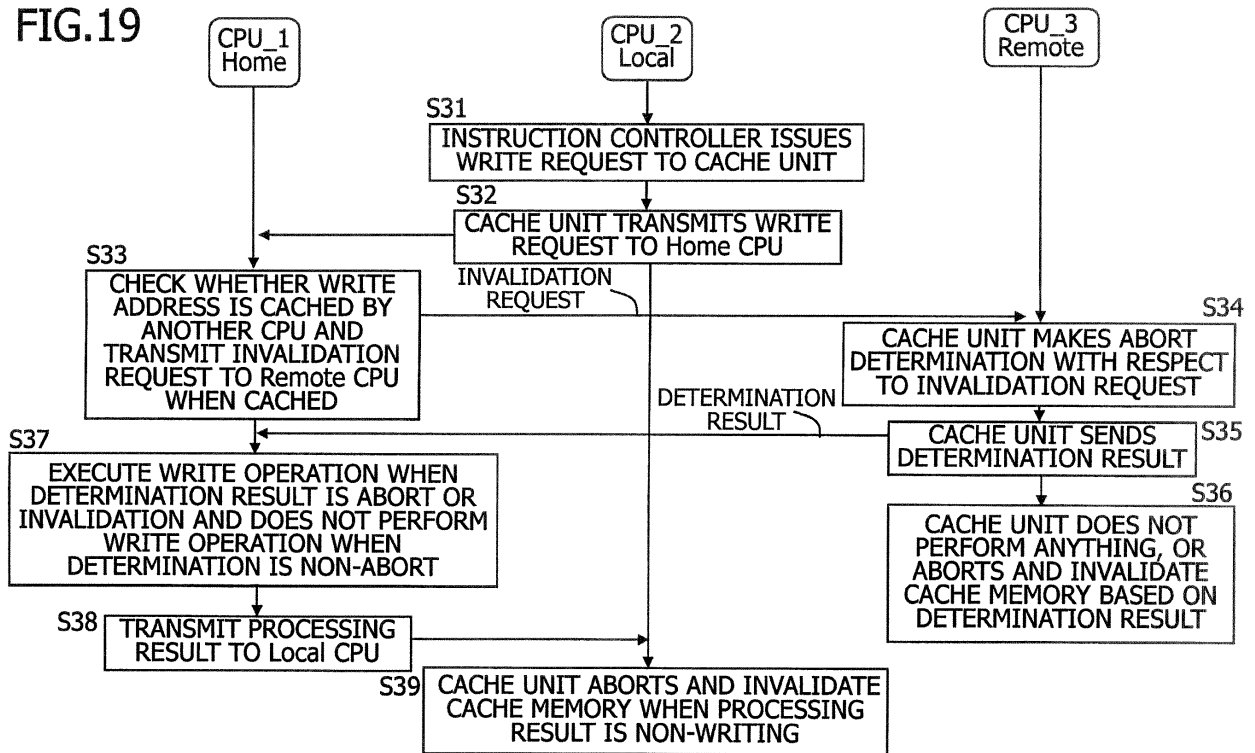 FIG.19
CPU_1
Home
CPU_2
Local
CPU_3
Remote
S31
INSTRUCTION CONTROLLER ISSUES
WRITE REQUEST TO CACHE UNIT
S32
CACHE UNIT TRANSMITS WRITE
REQUEST TO Home CPU
S33
CHECK WHETHER WRITE
ADDRESS IS CACHED BY
ANOTHER CPU AND
TRANSMIT INVALIDATION
REQUEST TO Remote CPU
WHEN CACHED
INVALIDATION
REQUEST
S34
CACHE UNIT MAKES ABORT
DETERMINATION WITH RESPECT
TO INVALIDATION REQUEST
DETERMINATION
RESULT
S35
CACHE UNIT SENDS
DETERMINATION RESULT
S36
CACHE UNIT DOES NOT
PERFORM ANYTHING, OR
ABORTS AND INVALIDATE
CACHE MEMORY BASED ON
DETERMINATION RESULT
S37
EXECUTE WRITE OPERATION WHEN
DETERMINATION RESULT IS ABORT OR
INVALIDATION AND DOES NOT PERFORM
WRITE OPERATION WHEN
DETERMINATION IS NON-ABORT
S38
TRANSMIT PROCESSING
RESULT TO Local CPU
S39
CACHE UNIT ABORTS AND INVALIDATE
CACHE MEMORY WHEN PROCESSING
RESULT IS NON-WRITING